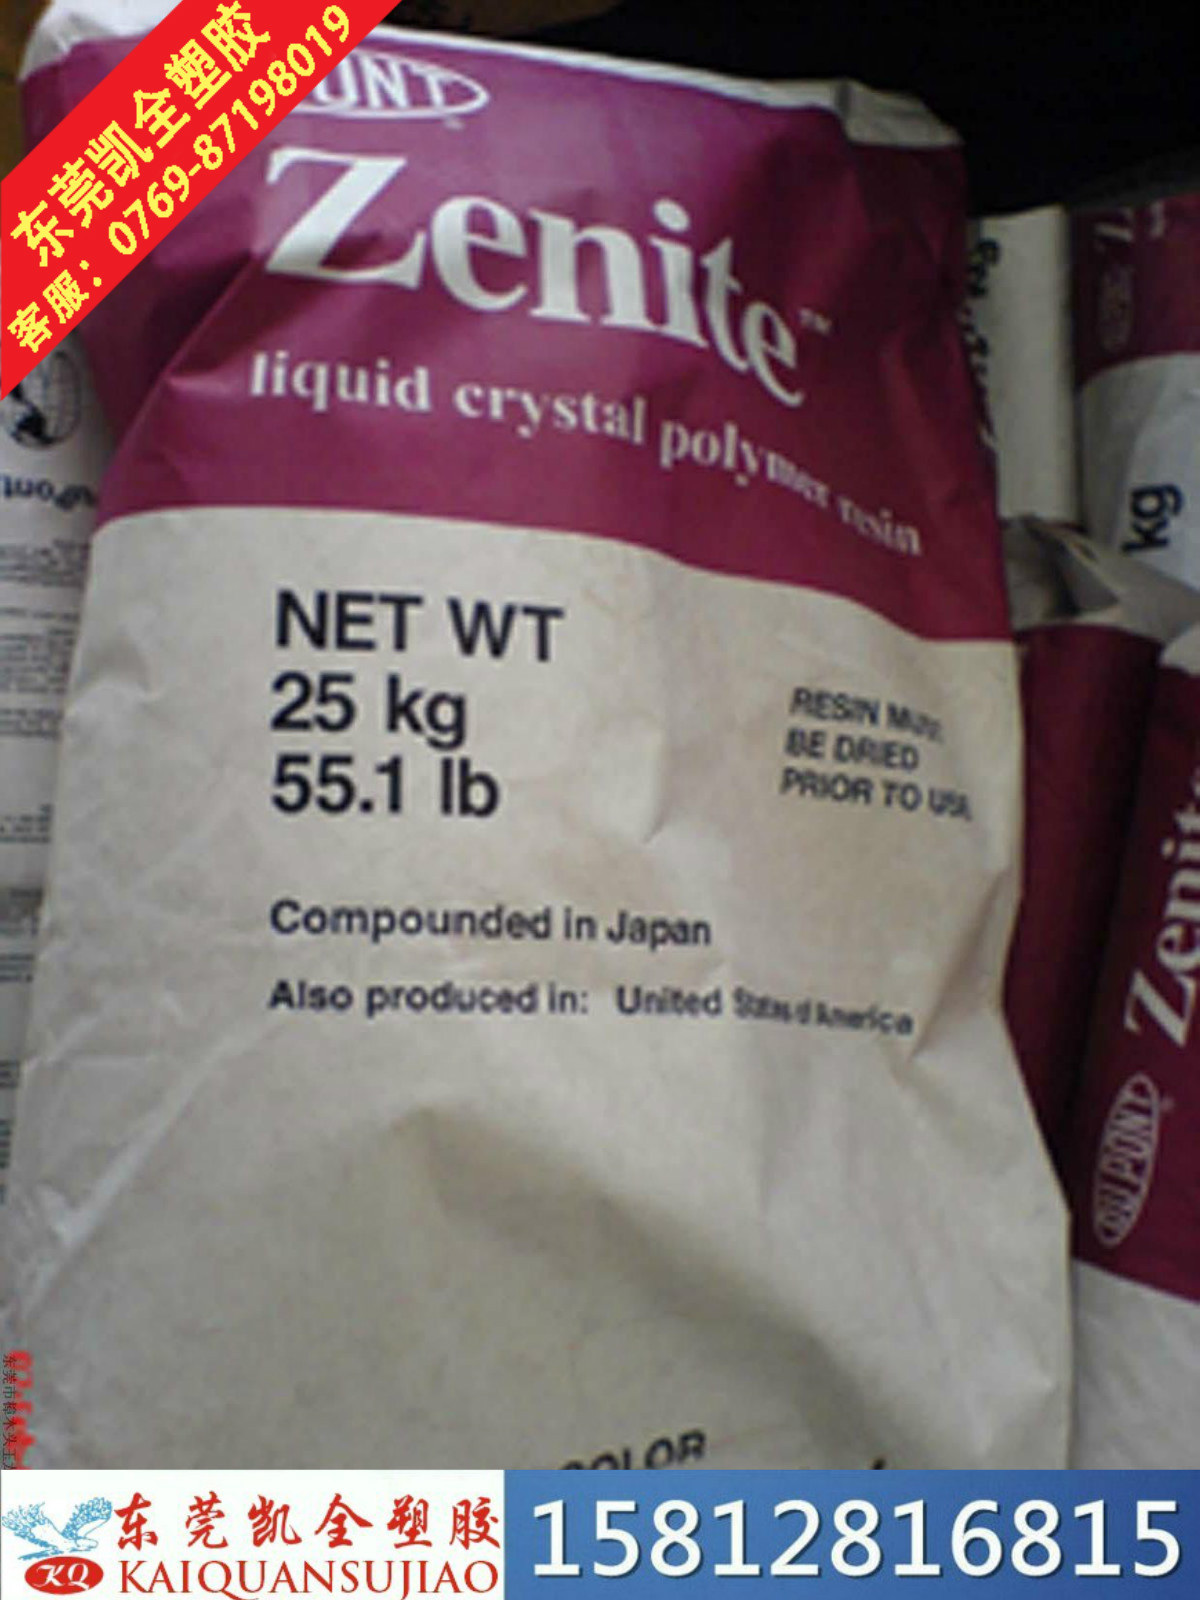 东莞凯全塑胶
客服：0769-87198019
Zenite™
liquid crystal polymer resin
NET WT
25 kg
55.1 lb
RESIN
BE DRIED
PRIOR TO USE
Compounded in Japan
Also produced in: United States of America
COLOR
kg
Zenite
DUPONT
东莞凯全塑胶
KQ
KAIQUANSUJIAO
15812816815